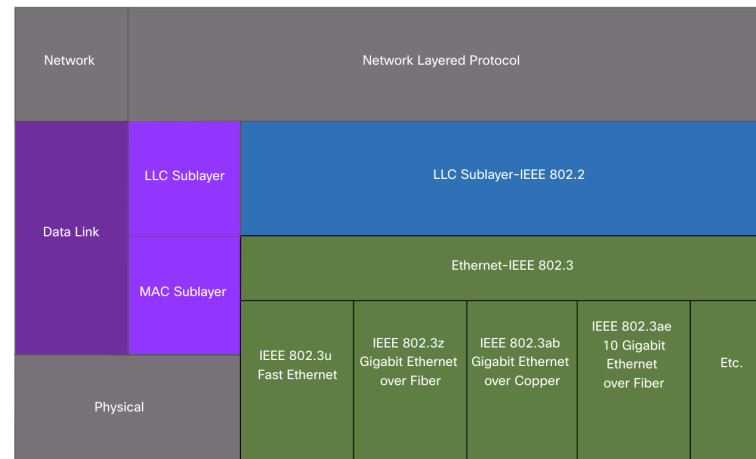 Network
Network Layered Protocol
Data Link
LLC Sublayer
LLC Sublayer-IEEE 802.2
MAC Sublayer
Ethernet-IEEE 802.3
IEEE 802.3u
Fast Ethernet
IEEE 802.3z
Gigabit Ethernet
over Fiber
IEEE 802.3ab
Gigabit Ethernet
over Copper
IEEE 802.3ae
10 Gigabit
Ethernet
over Fiber
Etc.
Physical